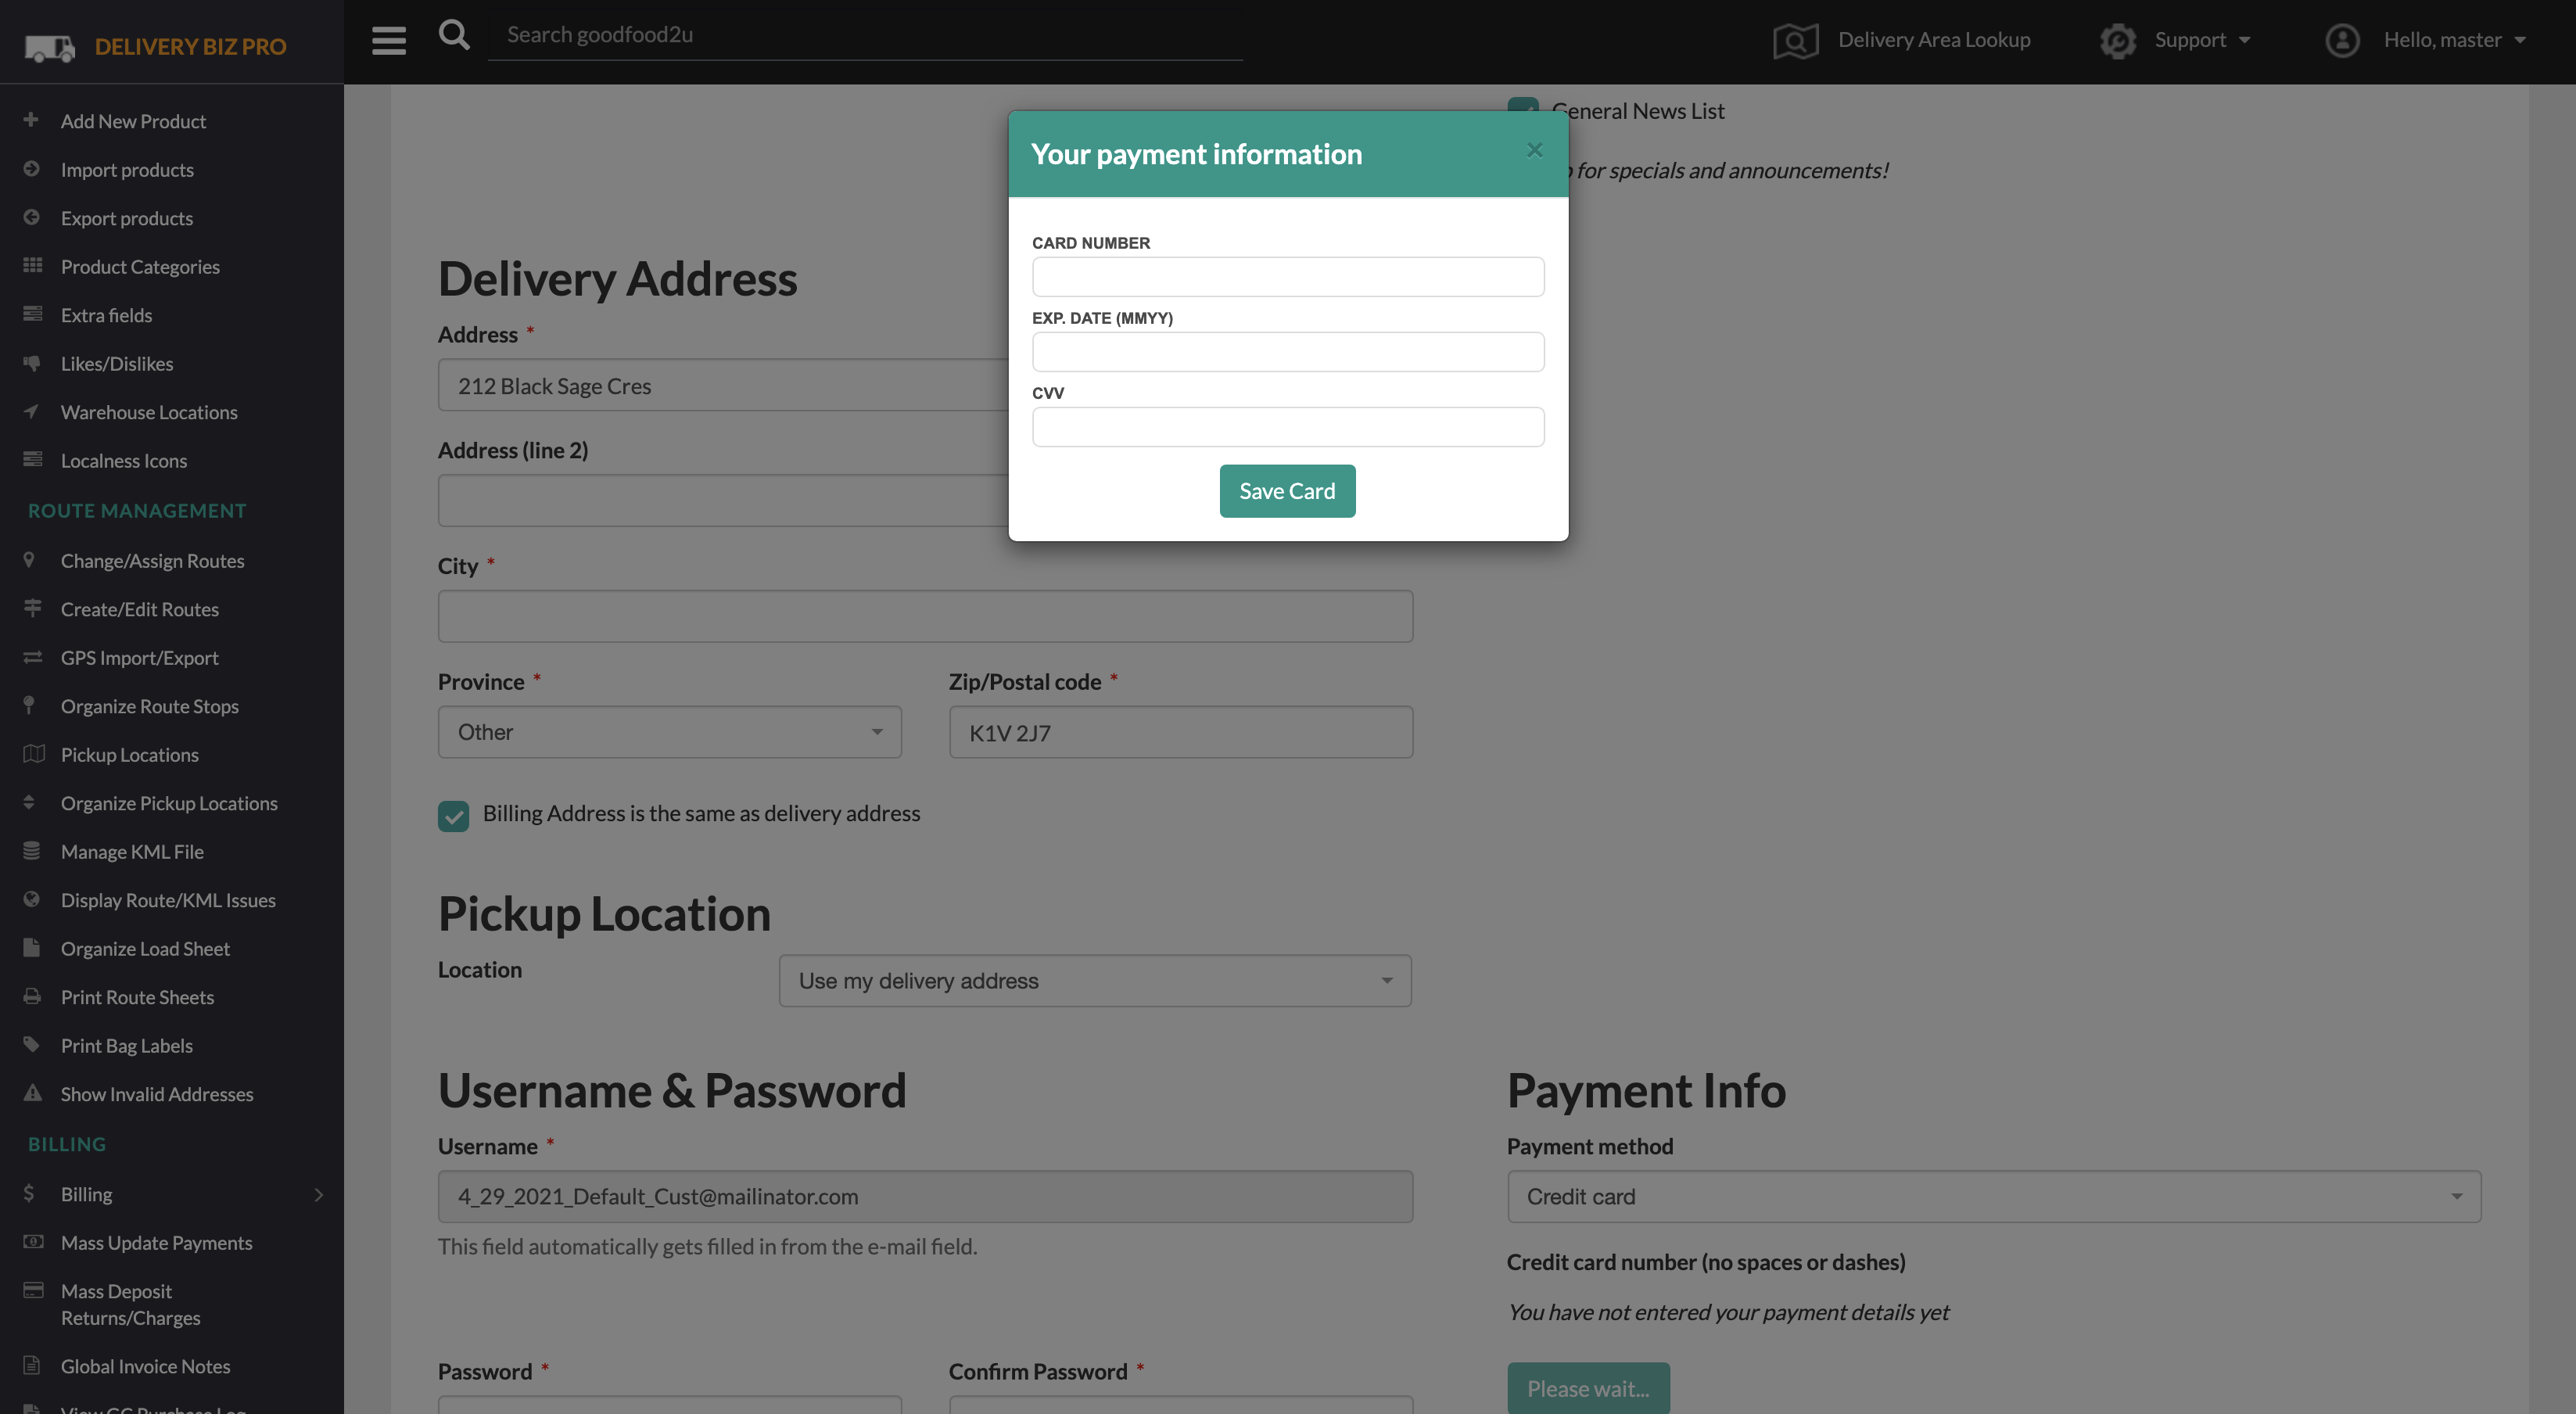 DELIVERY BIZ PRO
Search goodfood2u
Delivery Area Lookup
Support
Hello, master
Add New Product
Import products
Export products
Product Categories
Extra fields
Likes/Dislikes
Warehouse Locations
Localness Icons
ROUTE MANAGEMENT
Change/Assign Routes
Create/Edit Routes
GPS Import/Export
Organize Route Stops
Pickup Locations
Organize Pickup Locations
Manage KML File
Display Route/KML Issues
Organize Load Sheet
Print Route Sheets
Print Bag Labels
Show Invalid Addresses
BILLING
Billing
Mass Update Payments
Mass Deposit
Returns/Charges
Global Invoice Notes
General News List
for specials and announcements!
Your payment information
×
CARD NUMBER
EXP. DATE (MMYY)
CVV
Save Card
Delivery Address
Address *
212 Black Sage Cres
Address (line 2)
City *
Province *
Zip/Postal code *
Other
K1V 2J7
Billing Address is the same as delivery address
Pickup Location
Location
Use my delivery address
Username & Password
Username *
4_29_2021_Default_Cust@mailinator.com
This field automatically gets filled in from the e-mail field.
Password *
Confirm Password *
Payment Info
Payment method
Credit card
Credit card number (no spaces or dashes)
You have not entered your payment details yet
Please wait...